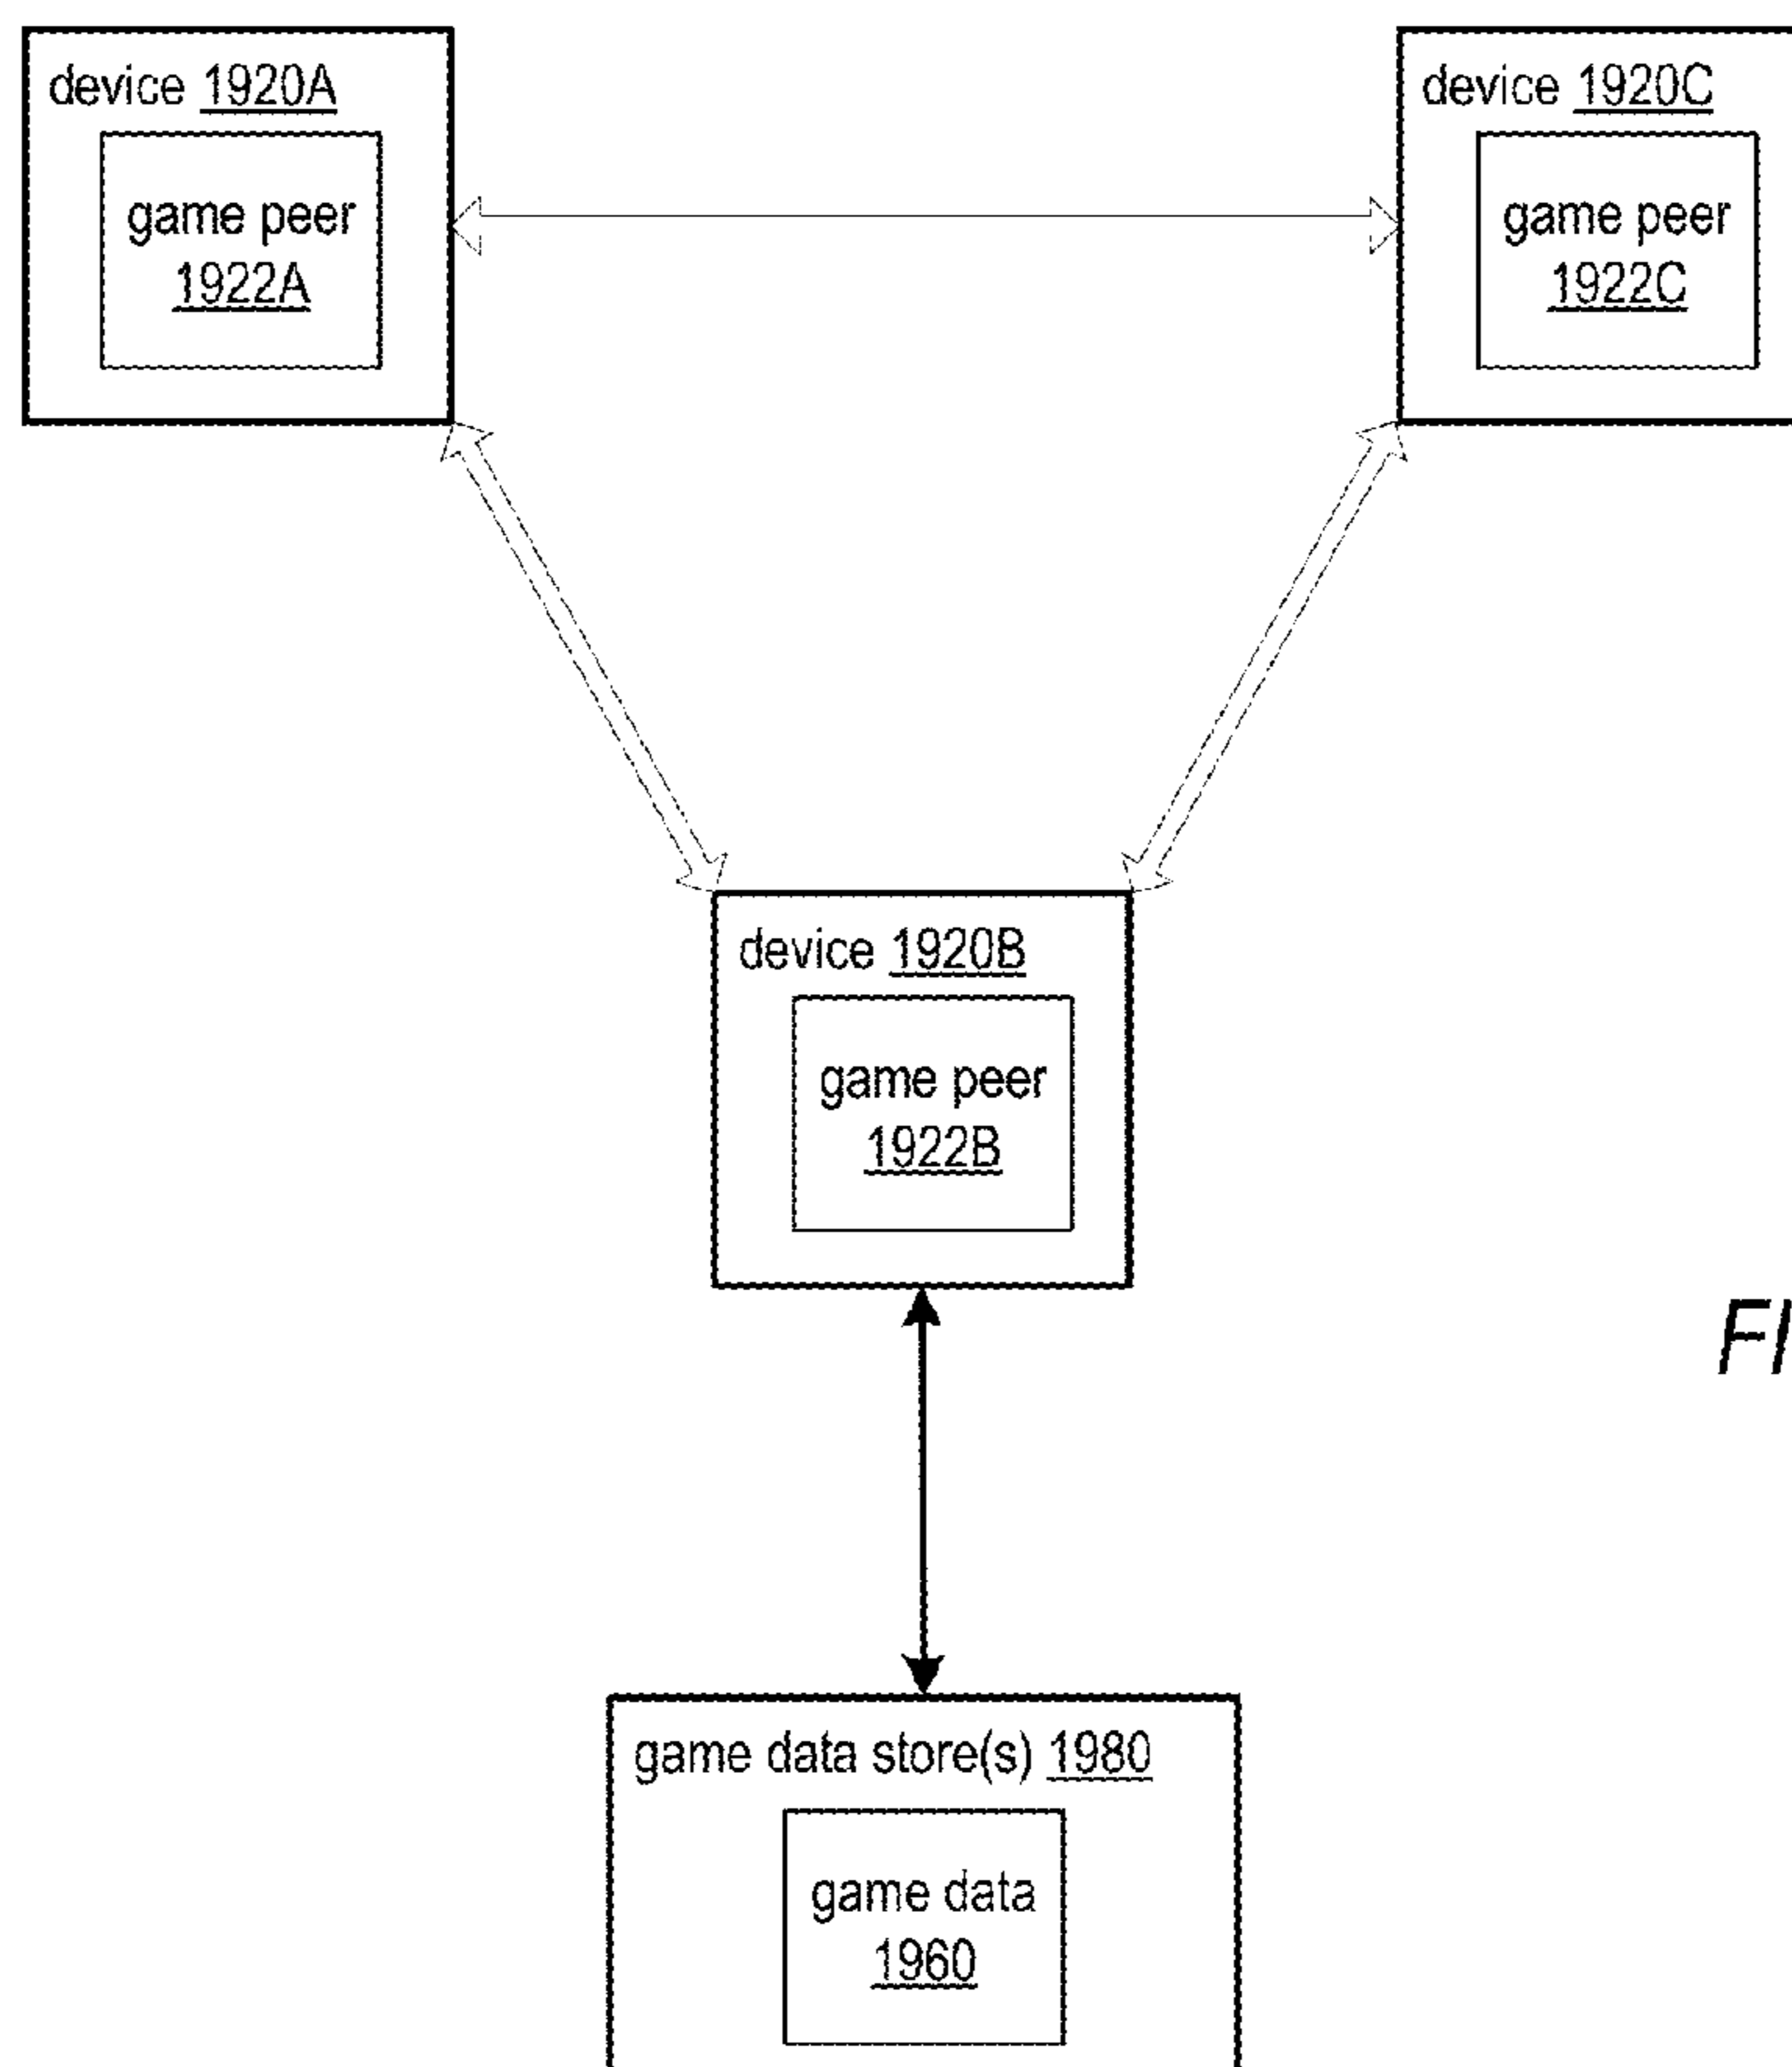 device 1920A
device 1920C
game peer
1922A
game peer
1922C
device 1920B
game peer
1922B
FI
game data store(s) 1980
game data
1960